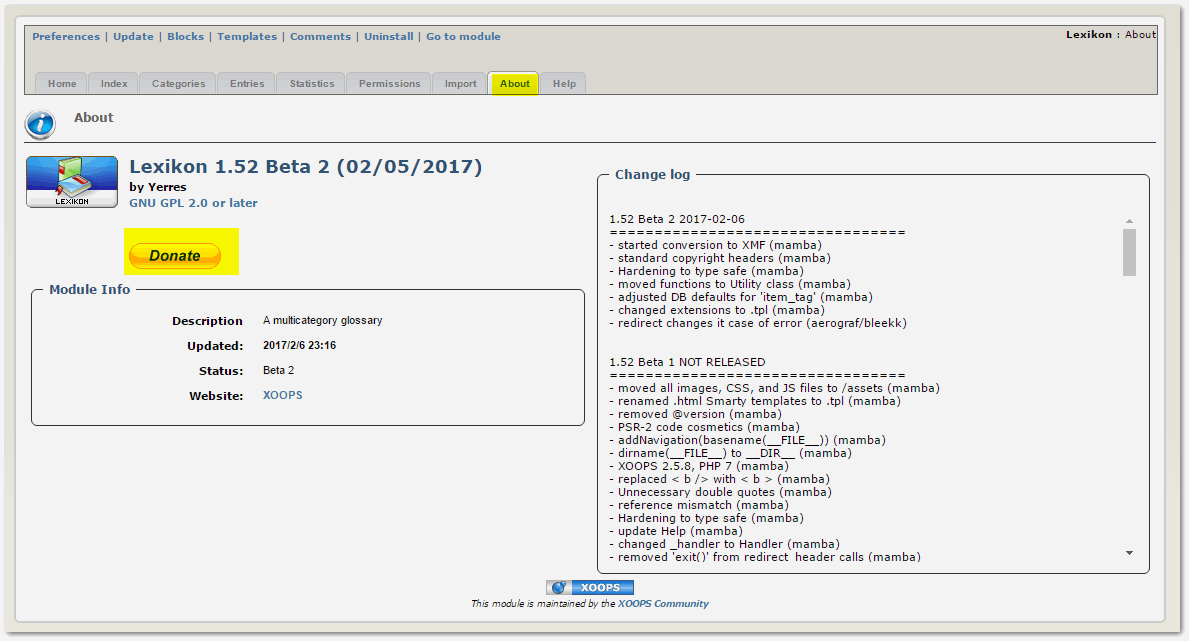 Preferences | Update | Blocks | Templates | Comments | Uninstall | Go to module
Lexikon : About
Home Index Categories Entries Statistics Permissions Import About Help
About
LEXIKON
Lexikon 1.52 Beta 2 (02/05/2017)
by Yerres
GNU GPL 2.0 or later
Donate
Module Info
Description A multicategory glossary
Updated: 2017/2/6 23:16
Status: Beta 2
Website: XOOPS
Change log
1.52 Beta 2 2017-02-06
=================================
- started conversion to XMF (mamba)
- standard copyright headers (mamba)
- Hardening to type safe (mamba)
- moved functions to Utility class (mamba)
- adjusted DB defaults for 'item_tag' (mamba)
- changed extensions to .tpl (mamba)
- redirect changes it case of error (aerograf/bleekk)
1.52 Beta 1 NOT RELEASED
=================================
- moved all images, CSS, and JS files to /assets (mamba)
- renamed .html Smarty templates to .tpl (mamba)
- removed @version (mamba)
- PSR-2 code cosmetics (mamba)
- addNavigation(basename(__FILE__)) (mamba)
- dirname(__FILE__) to __DIR__ (mamba)
- XOOPS 2.5.8, PHP 7 (mamba)
- replaced < b /> with < b > (mamba)
- Unnecessary double quotes (mamba)
- reference mismatch (mamba)
- Hardening to type safe (mamba)
- update Help (mamba)
- changed _handler to Handler (mamba)
- removed 'exit()' from redirect_header calls (mamba)
XOOPS
This module is maintained by the XOOPS Community